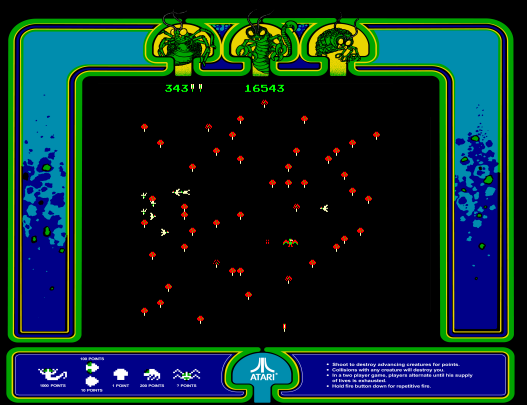 343 16543
100 POINTS
1000 POINTS
10 POINTS
1 POINT
200 POINTS
? POINTS
ATARI
• Shoot to destroy advancing creatures for points.
• Collisions with any creature will destroy you.
• In a two player game, players alternate until his supply
of lives is exhausted.
• Hold fire button down for repetitive fire.